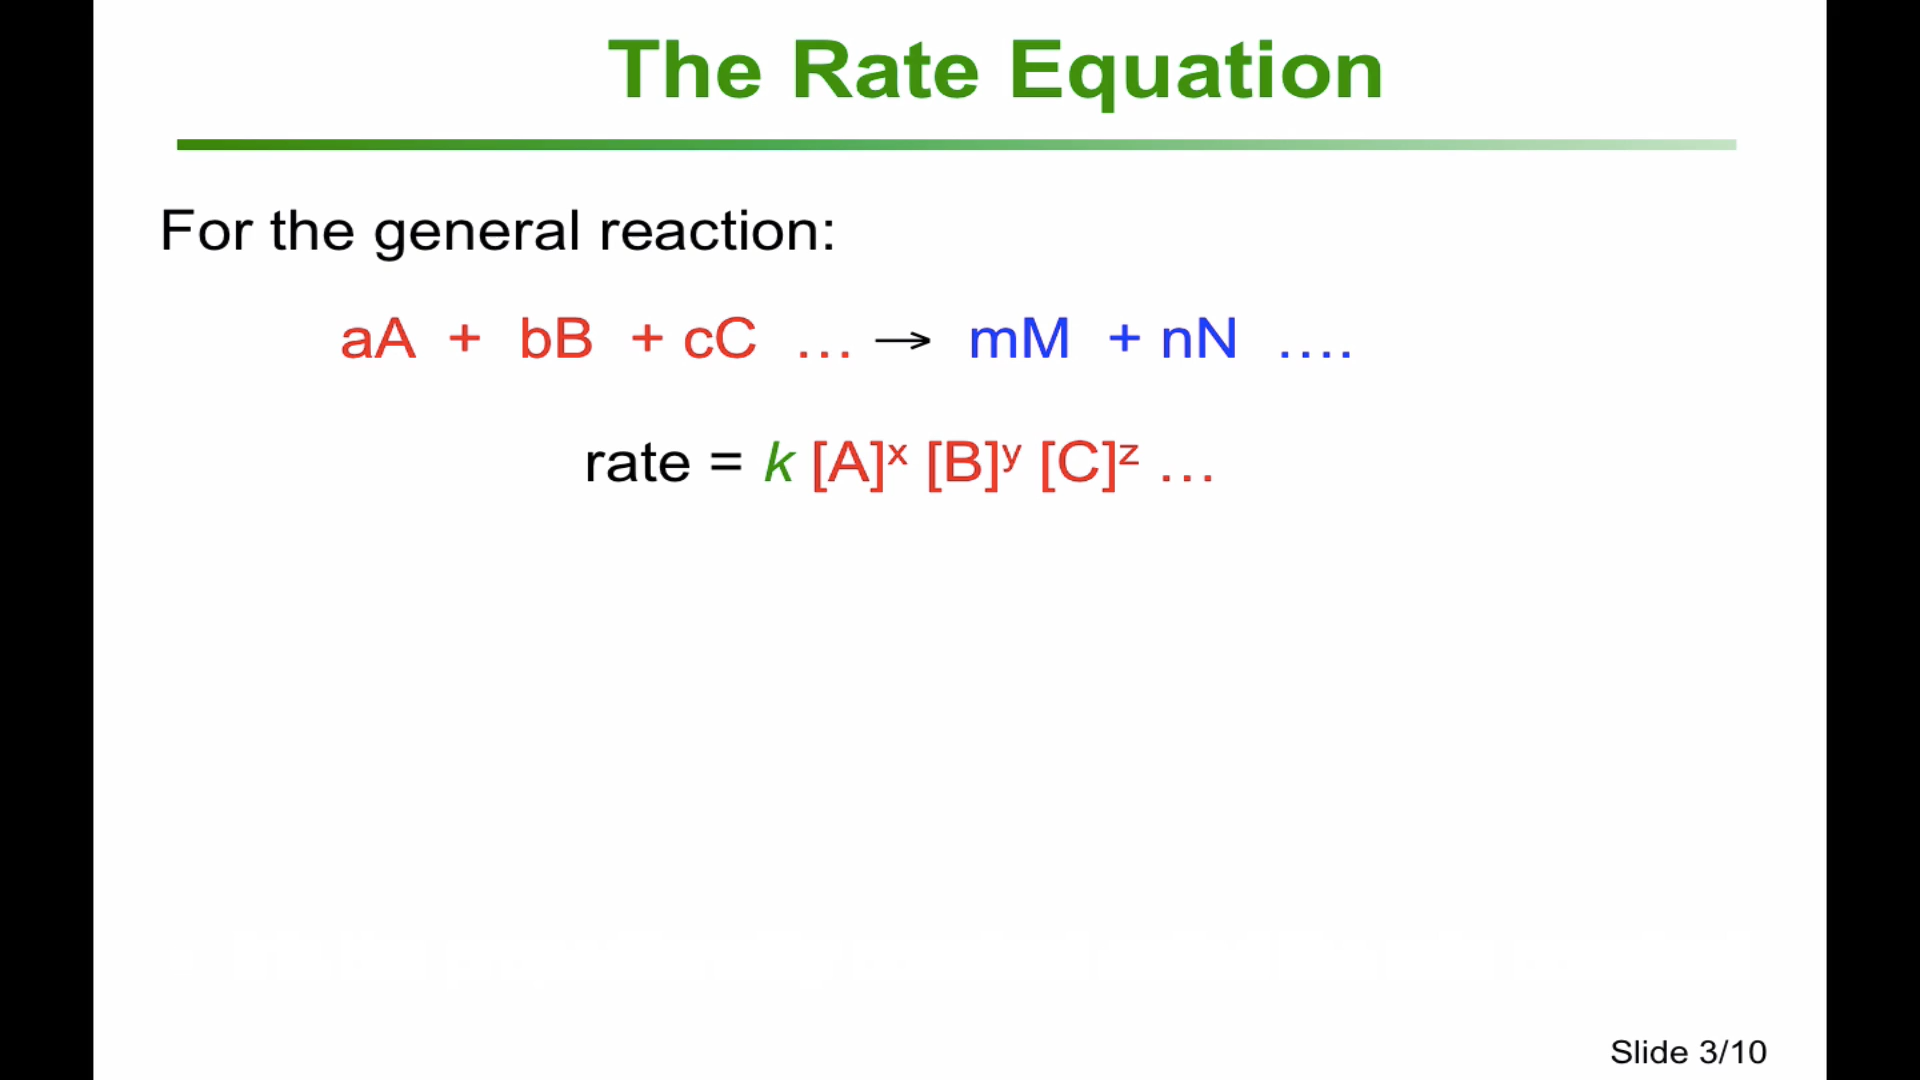 The Rate Equation
For the general reaction:
aA + bB + cC … → mM + nN ….
rate = k [A]ˣ [B]ʸ [C]ᶻ …
Slide 3/10